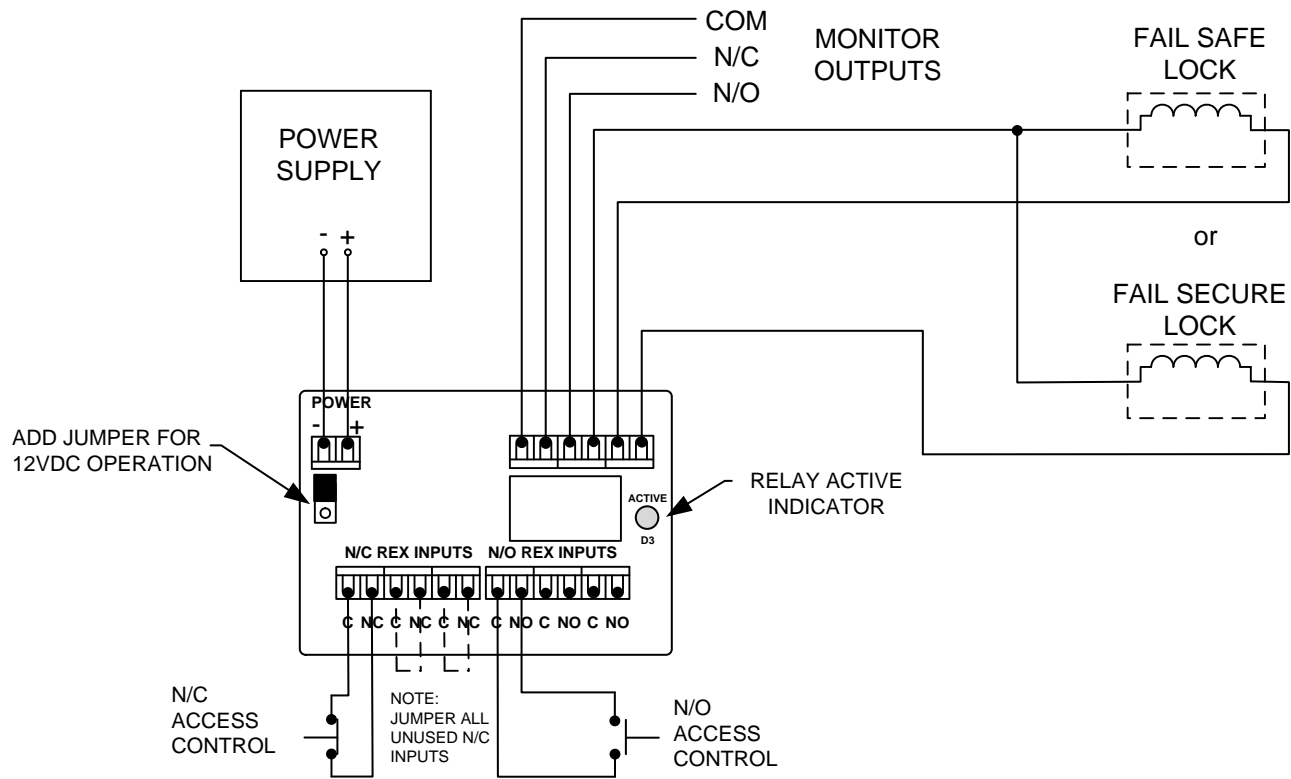 COM
N/C
N/O
MONITOR
OUTPUTS
FAIL SAFE
LOCK
POWER
SUPPLY
- +
or
FAIL SECURE
LOCK
POWER
- +
ADD JUMPER FOR
12VDC OPERATION
ACTIVE
D3
RELAY ACTIVE
INDICATOR
N/C REX INPUTS
N/O REX INPUTS
C NC C NC C NC
C NO C NO C NO
N/C
ACCESS
CONTROL
NOTE:
JUMPER ALL
UNUSED N/C
INPUTS
N/O
ACCESS
CONTROL